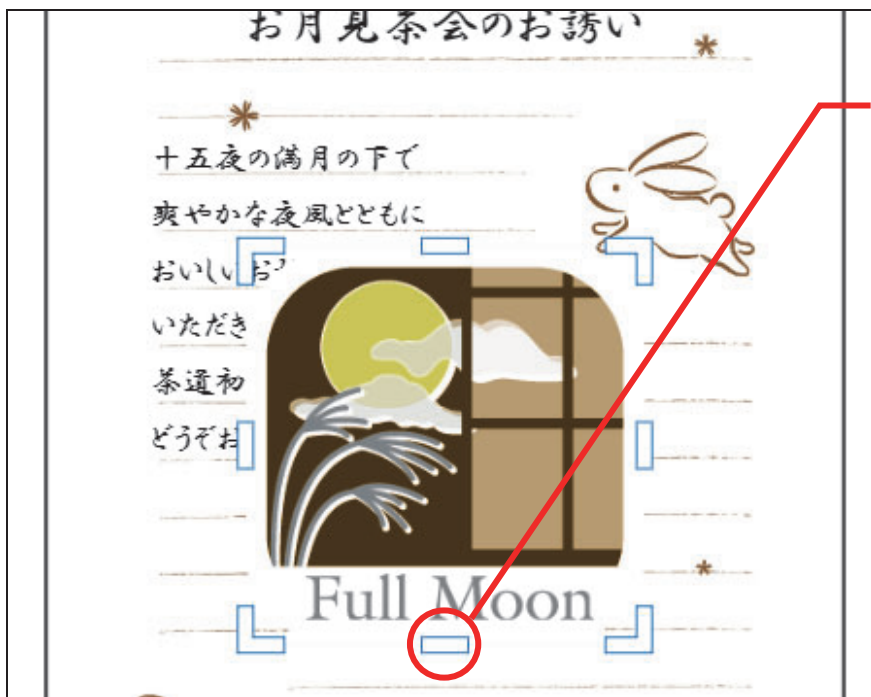 お月見茶会のお誘い
十五夜の満月の下で
爽やかな夜風とともに
おいしいお
いただき
茶道初
どうぞお
Full Moon